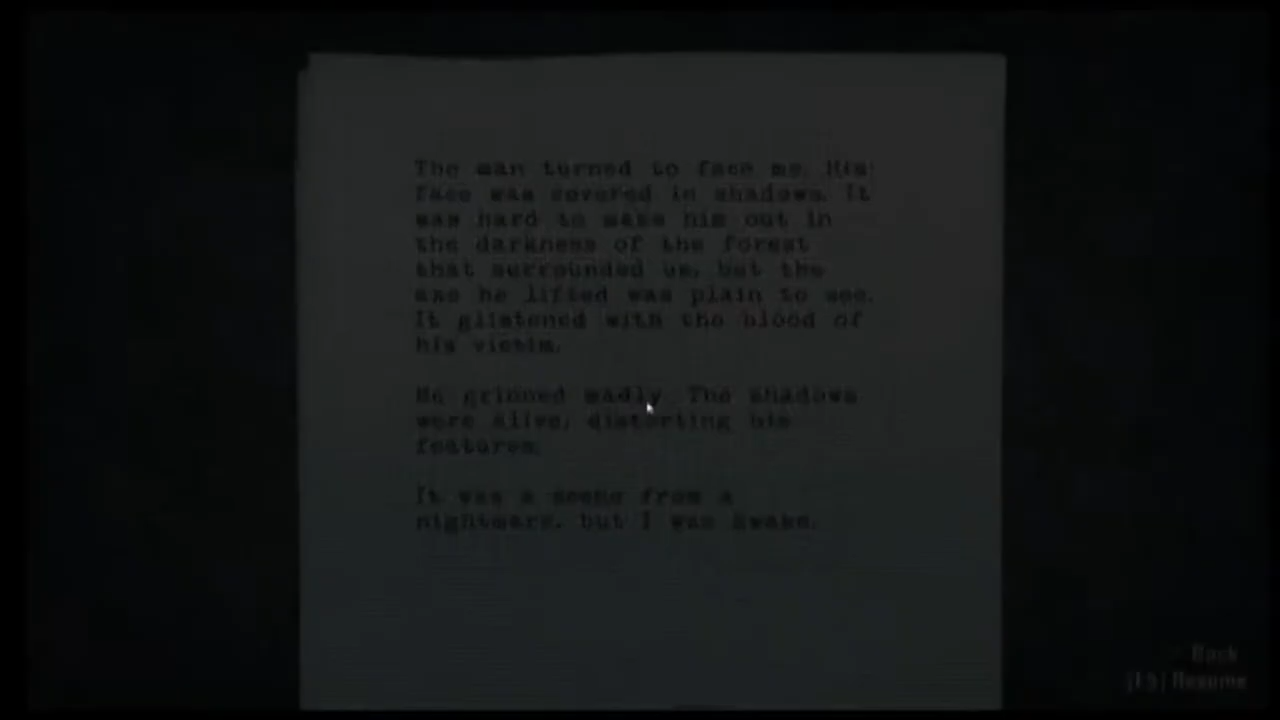 The man turned to face me. His
face was covered in shadows. It
was hard to make him out in
the darkness of the forest
that surrounded us, but the
axe he lifted was plain to see.
It glistened with the blood of
his victim.
He grinned madly. The shadows
were alive, distorting his
features.
It was a scene from a
nightmare, but I was awake.
Back
Resume